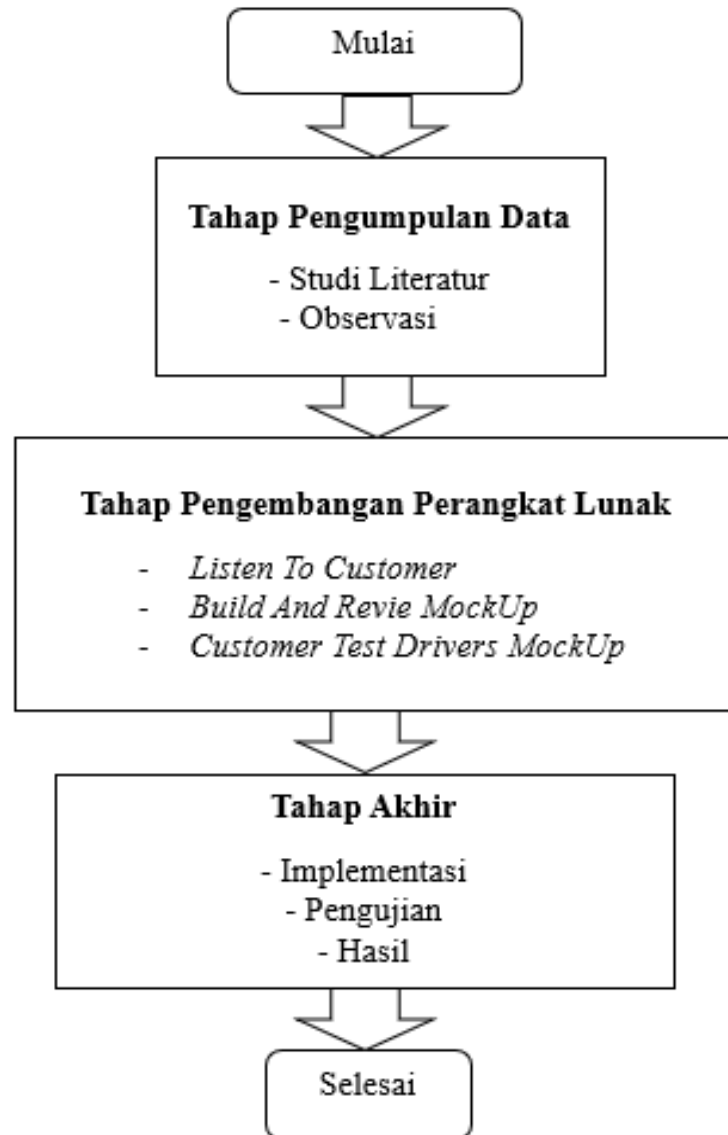 Mulai
Tahap Pengumpulan Data
- Studi Literatur
- Observasi
Tahap Pengembangan Perangkat Lunak
- Listen To Customer
- Build And Revie MockUp
- Customer Test Drivers MockUp
Tahap Akhir
- Implementasi
- Pengujian
- Hasil
Selesai